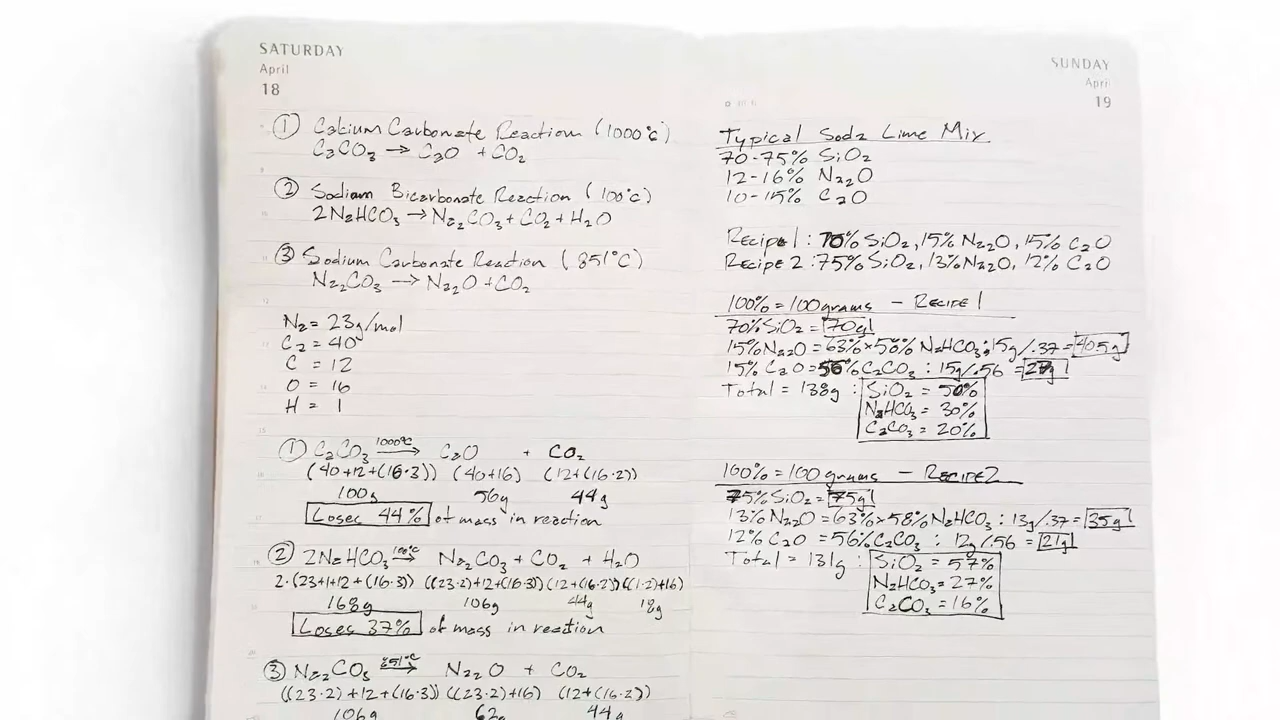 SATURDAY
April
18
① Calcium Carbonate Reaction (1000°C)
CaCO₃ → CaO + CO₂
② Sodium Bicarbonate Reaction (100°C)
2NaHCO₃ → Na₂CO₃ + CO₂ + H₂O
③ Sodium Carbonate Reaction (851°C)
Na₂CO₃ → Na₂O + CO₂
Na = 23g/mol
Ca = 40
C = 12
O = 16
H = 1
① CaCO₃ 1000°C → CaO + CO₂
(40+12+(16·3)) (40+16) (12+(16·2))
100g 56g 44g
Loses 44% of mass in reaction
② 2NaHCO₃ 100°C → Na₂CO₃ + CO₂ + H₂O
2·(23+1+12+(16·3)) ((23·2)+12+(16·3)) (12+(16·2)) ((1·2)+16)
168g 106g 44g 18g
Loses 37% of mass in reaction
③ Na₂CO₃ 851°C → Na₂O + CO₂
((23·2)+12+(16·3)) ((23·2)+16) (12+(16·2))
106g 62g 44g
SUNDAY
April
19
Typical Soda Lime Mix
70-75% SiO₂
12-16% Na₂O
10-15% CaO
Recipe 1: 70% SiO₂, 15% Na₂O, 15% CaO
Recipe 2: 75% SiO₂, 13% Na₂O, 12% CaO
100% = 100 grams - RECIPE 1
70% SiO₂ = 70g
15% Na₂O = 63% × 58% NaHCO₃: 15g/.37 = 40.5g
15% CaO = 56% CaCO₃: 15g/.56 = 27g
Total = 138g: SiO₂ = 50%
NaHCO₃ = 30%
CaCO₃ = 20%
100% = 100 grams - RECIPE 2
75% SiO₂ = 75g
13% Na₂O = 63% × 58% NaHCO₃: 13g/.37 = 35g
12% CaO = 56% CaCO₃: 12g/.56 = 21g
Total = 131g: SiO₂ = 57%
NaHCO₃ = 27%
CaCO₃ = 16%